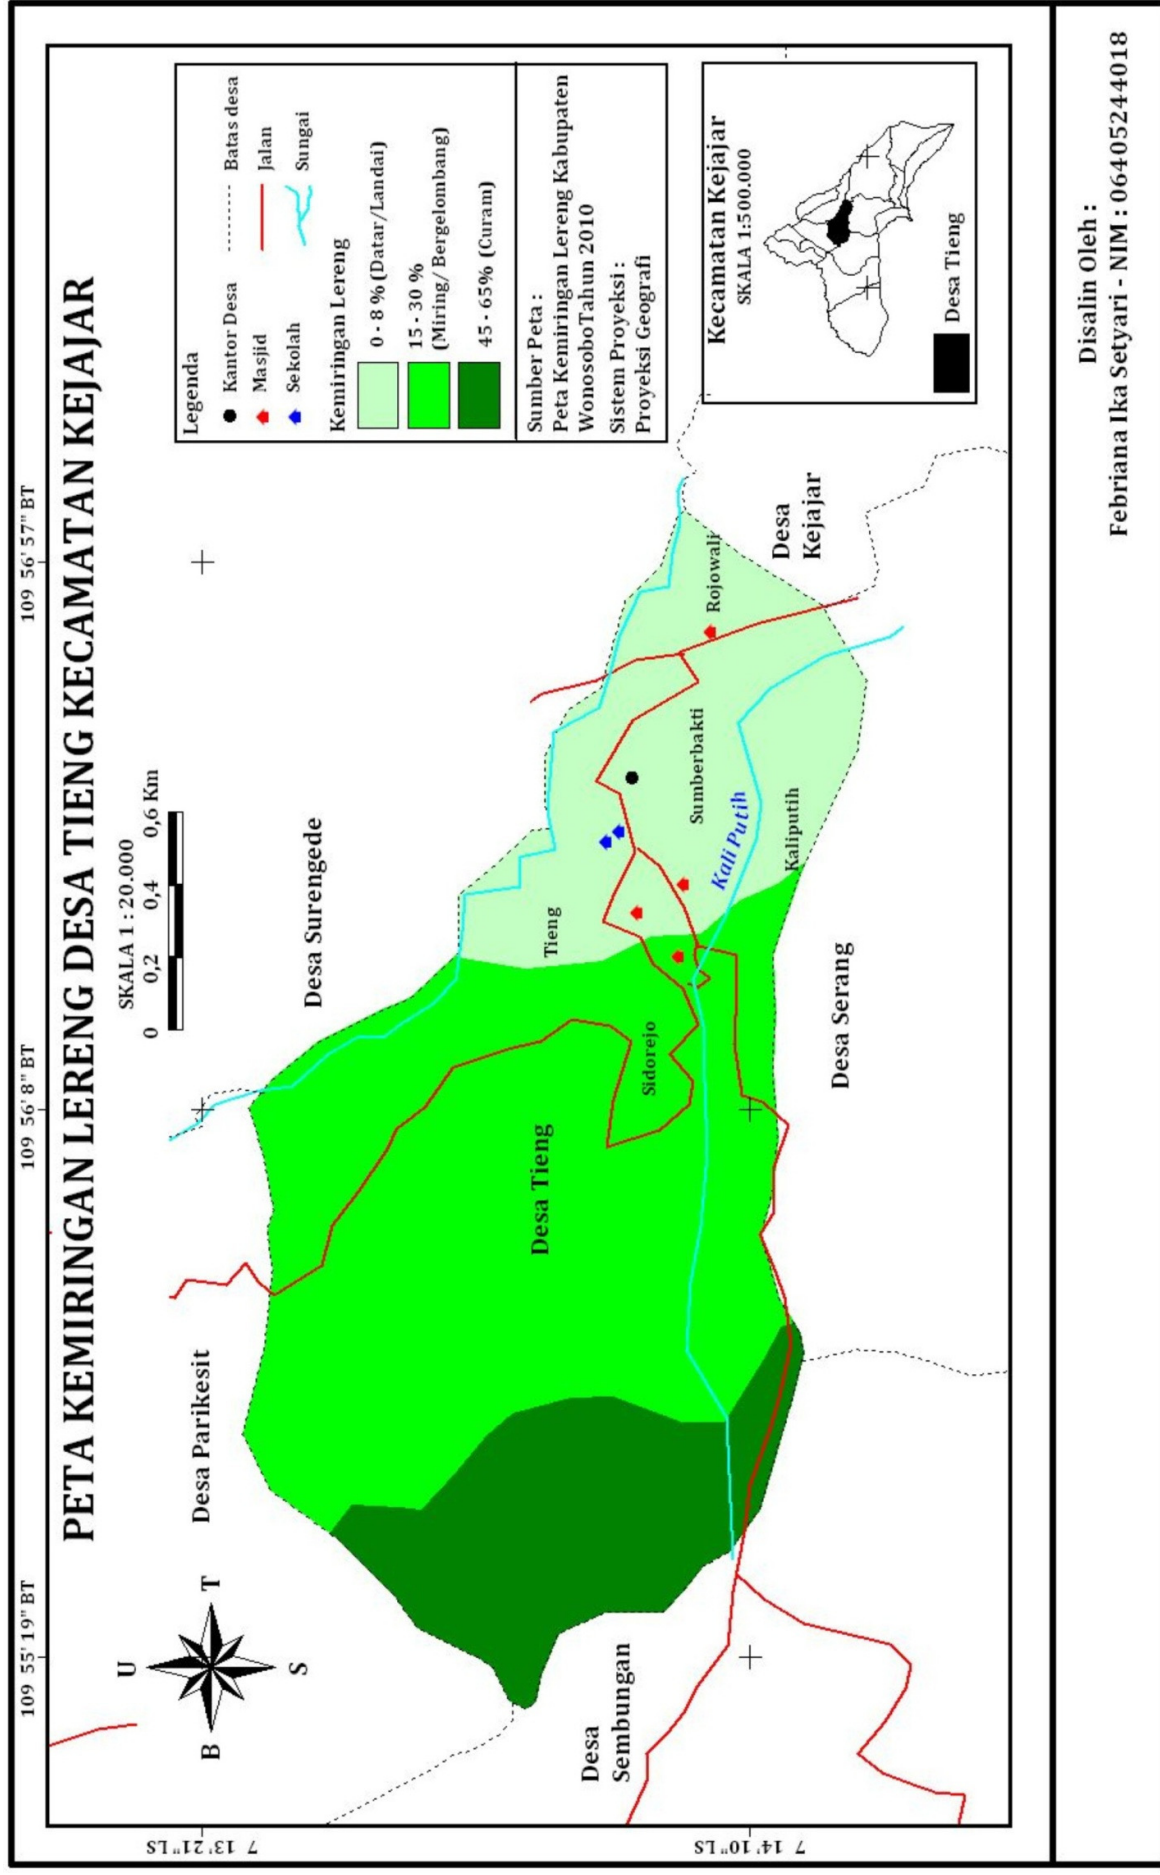 PETA KEMIRINGAN LERENG DESA TIENG KECAMATAN KEJAJAR
109 55' 19" BT
109 56' 8" BT
109 56' 57" BT
7 13' 21" LS
7 14' 10" LS
U
B
T
S
SKALA 1 : 20.000
0
0,2
0,4
0,6 Km
Desa Parikesit
Desa Surengede
Desa Tieng
Tieng
Sidorejo
Sumberbakti
Rojowali
Kali Putih
Kaliputih
Desa
Sembungan
Desa Serang
Desa
Kejajar
Legenda
Kantor Desa
Masjid
Sekolah
Batas desa
Jalan
Sungai
Kemiringan Lereng
0 - 8 % (Datar/Landai)
15 - 30 %
(Miring/ Bergelombang)
45 - 65% (Curam)
Sumber Peta :
Peta Kemiringan Lereng Kabupaten
WonosoboTahun 2010
Sistem Proyeksi :
Proyeksi Geografi
Kecamatan Kejajar
SKALA 1:500.000
Desa Tieng
Disalin Oleh :
Febriana Ika Setyari - NIM : 06405244018